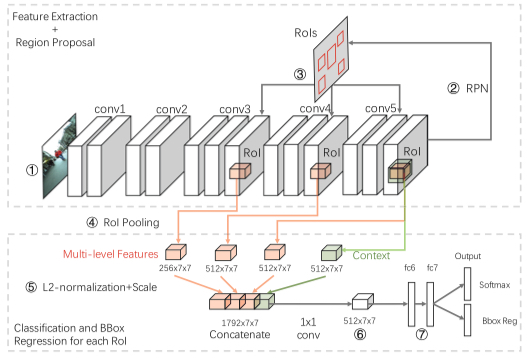 Feature Extraction
+
Region Proposal
RoIs
③
② RPN
conv1
conv2
conv3
conv4
conv5
①
RoI
RoI
RoI
④ RoI Pooling
Multi-level Features
Context
256x7x7
512x7x7
512x7x7
512x7x7
⑤ L2-normalization+Scale
fc6
fc7
Output
Softmax
Bbox Reg
1792x7x7
Concatenate
1x1
conv
512x7x7
⑥
⑦
Classification and BBox
Regression for each RoI